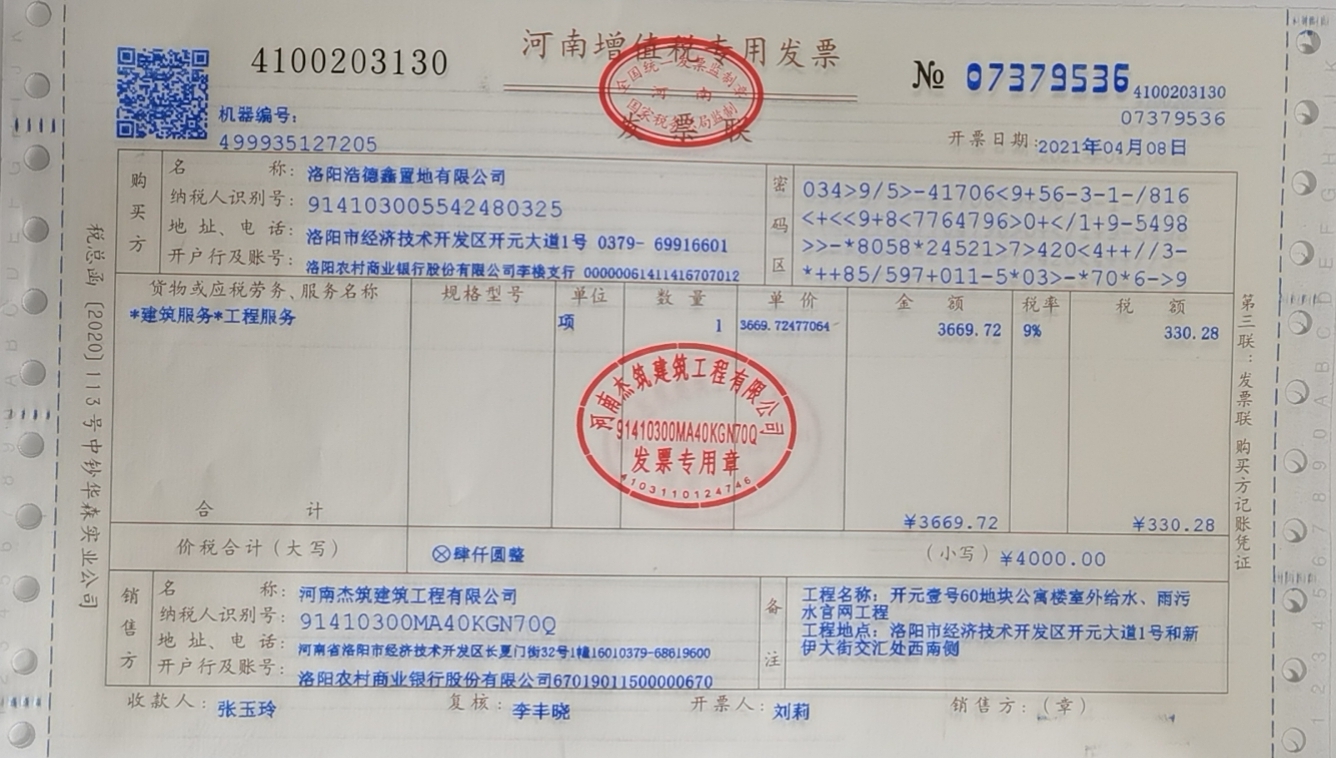 河南增值税专用发票
4100203130
№ 07379536
4100203130
07379536
全国统一发票监制章
河南
国家税务总局监制
发票联
机器编号:
499935127205
开票日期:2021年04月08日
购买方
名称: 洛阳浩德鑫置地有限公司
纳税人识别号: 914103005542480325
地址、电话: 洛阳市经济技术开发区开元大道1号 0379- 69916601
开户行及账号: 洛阳农村商业银行股份有限公司李楼支行 00000061411416707012
密码区
034>9/5>-41706<9+56-3-1-/816
<+<<9+8<7764796>0+</1+9-5498
>>-*8058*24521>7>420<4++//3-
*++85/597+011-5*03>-*70*6->9
货物或应税劳务、服务名称 规格型号 单位 数量 单价 金额 税率 税额
*建筑服务*工程服务 项 1 3669.72477064 3669.72 9% 330.28
河南杰筑建筑工程有限公司
91410300MA40KGN70Q
发票专用章
4103110124746
合计 ¥3669.72 ¥330.28
价税合计(大写) ⊗肆仟圆整 (小写) ¥4000.00
销售方
名称: 河南杰筑建筑工程有限公司
纳税人识别号: 91410300MA40KGN70Q
地址、电话: 河南省洛阳市经济技术开发区长夏门街32号1幢16010379-68619600
开户行及账号: 洛阳农村商业银行股份有限公司67019011500000670
备注
工程名称: 开元壹号60地块公寓楼室外给水、雨污
水官网工程
工程地点: 洛阳市经济技术开发区开元大道1号和新
伊大街交汇处西南侧
收款人: 张玉玲 复核: 李丰晓 开票人: 刘莉 销售方:(章)
税总函〔2020〕113号中钞华森实业公司
第三联:发票联 购买方记账凭证